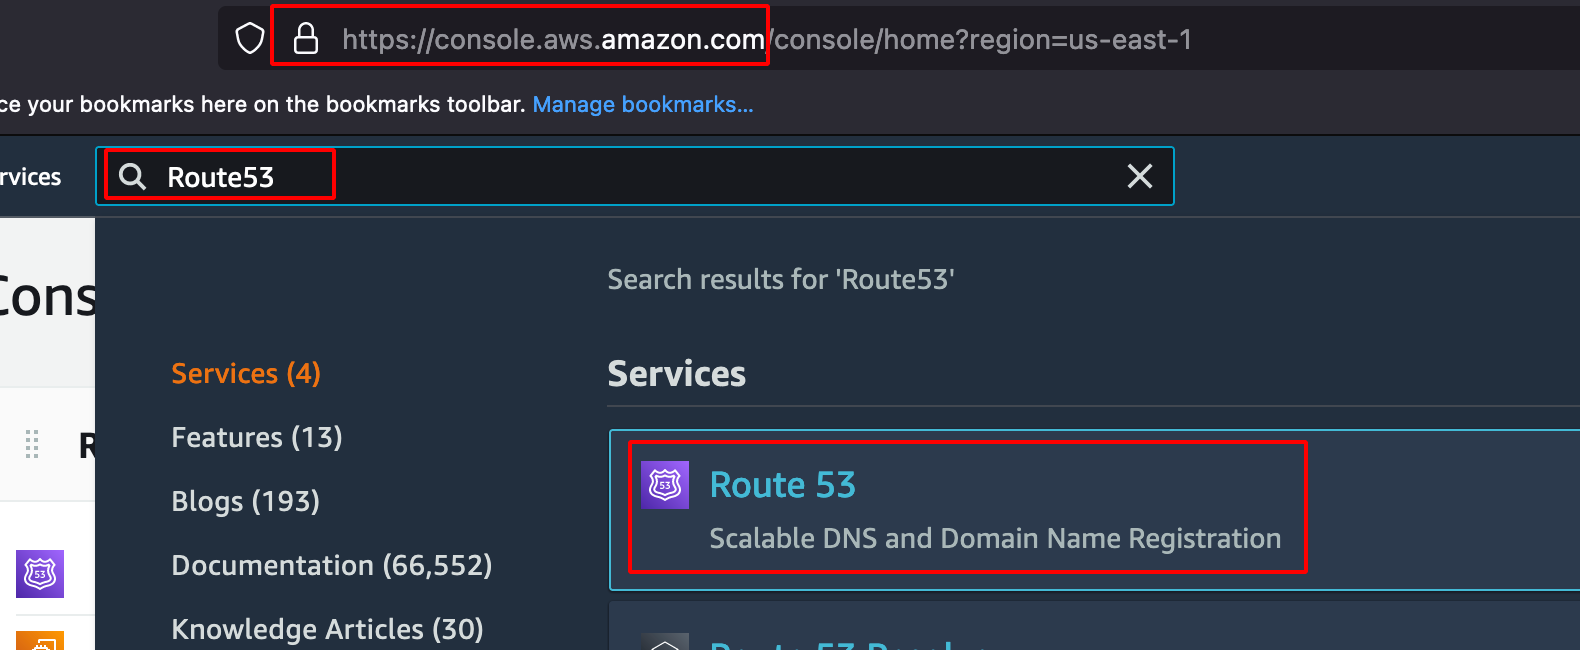 https://console.aws.amazon.com/console/home?region=us-east-1
ce your bookmarks here on the bookmarks toolbar. Manage bookmarks...
rvices
Route53
Cons
Search results for 'Route53'
Services (4)
Services
Features (13)
R
Route 53
53
Blogs (193)
Scalable DNS and Domain Name Registration
Documentation (66,552)
53
Knowledge Articles (30)